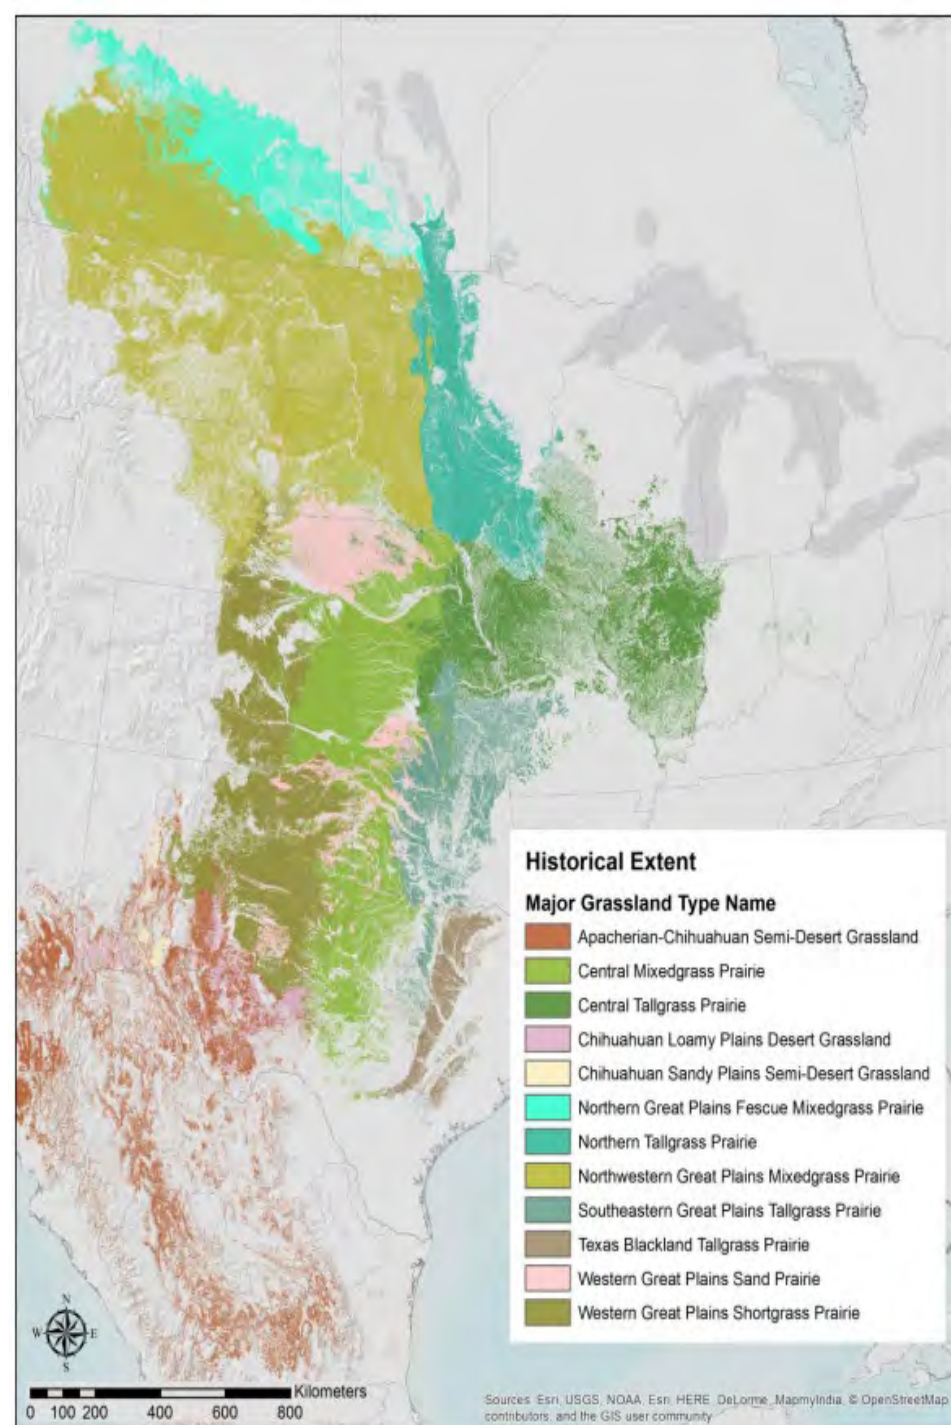 Historical Extent
Major Grassland Type Name
Apacherian-Chihuahuan Semi-Desert Grassland
Central Mixedgrass Prairie
Central Tallgrass Prairie
Chihuahuan Loamy Plains Desert Grassland
Chihuahuan Sandy Plains Semi-Desert Grassland
Northern Great Plains Fescue Mixedgrass Prairie
Northern Tallgrass Prairie
Northwestern Great Plains Mixedgrass Prairie
Southeastern Great Plains Tallgrass Prairie
Texas Blackland Tallgrass Prairie
Western Great Plains Sand Prairie
Western Great Plains Shortgrass Prairie
N
W E
S
Kilometers
0 100 200 400 600 800
Sources: Esri, USGS, NOAA, Esri, HERE, DeLorme, MapmyIndia, © OpenStreetMap
contributors, and the GIS user community